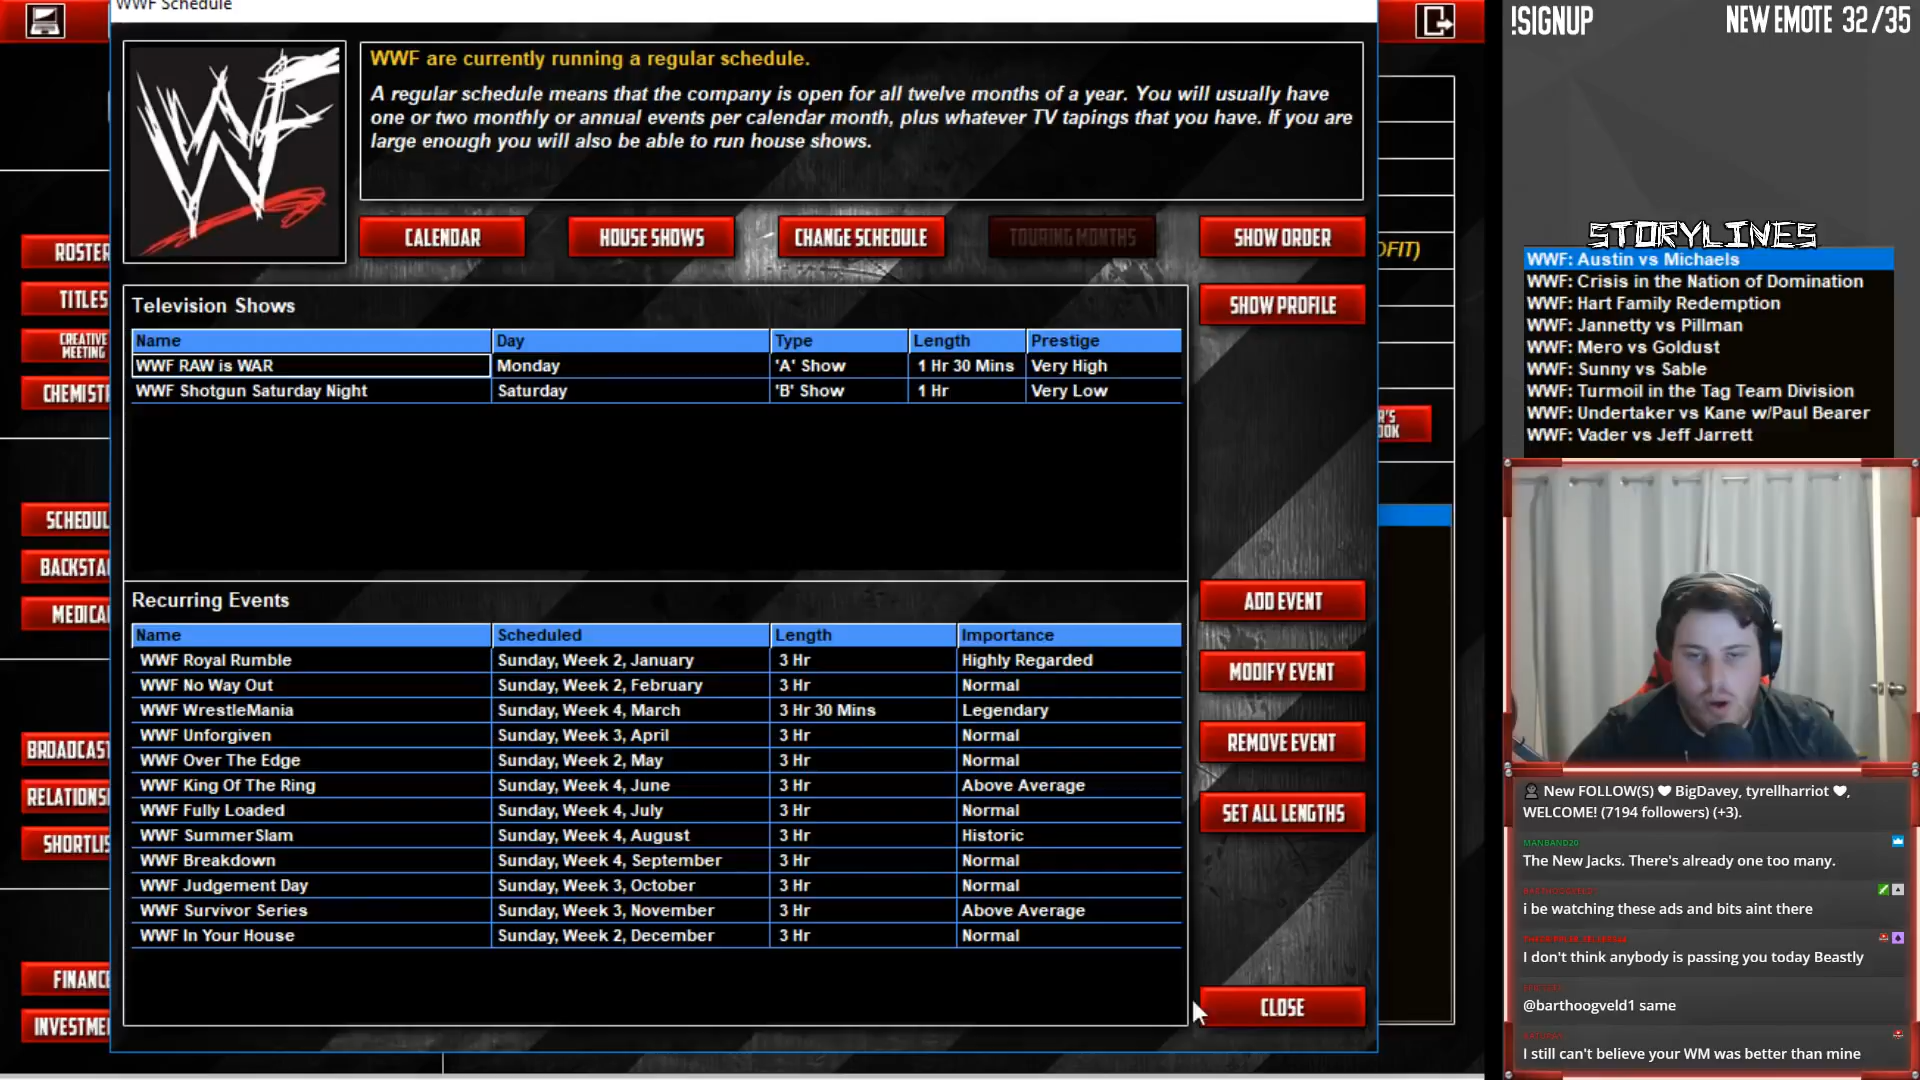 WWF Schedule
!SIGNUP
NEW EMOTE 32/35
WWF
WWF are currently running a regular schedule.
A regular schedule means that the company is open for all twelve months of a year. You will usually have
one or two monthly or annual events per calendar month, plus whatever TV tapings that you have. If you are
large enough you will also be able to run house shows.
CALENDAR
HOUSE SHOWS
CHANGE SCHEDULE
TOURING MONTHS
SHOW ORDER
SHOW PROFILE
OFIT)
ROSTER
TITLES
CREATIVE
MEETING
CHEMIST
SCHEDUL
BACKSTA
MEDICA
BROADCAST
RELATIONS
SHORTLIS
FINANC
INVESTME
Television Shows
Name Day Type Length Prestige
WWF RAW is WAR Monday 'A' Show 1 Hr 30 Mins Very High
WWF Shotgun Saturday Night Saturday 'B' Show 1 Hr Very Low
R'S
OOK
Recurring Events
Name Scheduled Length Importance
WWF Royal Rumble Sunday, Week 2, January 3 Hr Highly Regarded
WWF No Way Out Sunday, Week 2, February 3 Hr Normal
WWF WrestleMania Sunday, Week 4, March 3 Hr 30 Mins Legendary
WWF Unforgiven Sunday, Week 3, April 3 Hr Normal
WWF Over The Edge Sunday, Week 2, May 3 Hr Normal
WWF King Of The Ring Sunday, Week 4, June 3 Hr Above Average
WWF Fully Loaded Sunday, Week 4, July 3 Hr Normal
WWF SummerSlam Sunday, Week 4, August 3 Hr Historic
WWF Breakdown Sunday, Week 4, September 3 Hr Normal
WWF Judgement Day Sunday, Week 3, October 3 Hr Normal
WWF Survivor Series Sunday, Week 3, November 3 Hr Above Average
WWF In Your House Sunday, Week 2, December 3 Hr Normal
ADD EVENT
MODIFY EVENT
REMOVE EVENT
SET ALL LENGTHS
CLOSE
STORYLINES
WWF: Austin vs Michaels
WWF: Crisis in the Nation of Domination
WWF: Hart Family Redemption
WWF: Jannetty vs Pillman
WWF: Mero vs Goldust
WWF: Sunny vs Sable
WWF: Turmoil in the Tag Team Division
WWF: Undertaker vs Kane w/Paul Bearer
WWF: Vader vs Jeff Jarrett
New FOLLOW(S) ♥ BigDavey, tyrellharriot ♥,
WELCOME! (7194 followers) (+3).
MANBAND20
The New Jacks. There's already one too many.
i be watching these ads and bits aint there
I don't think anybody is passing you today Beastly
@barthoogveld1 same
I still can't believe your WM was better than mine